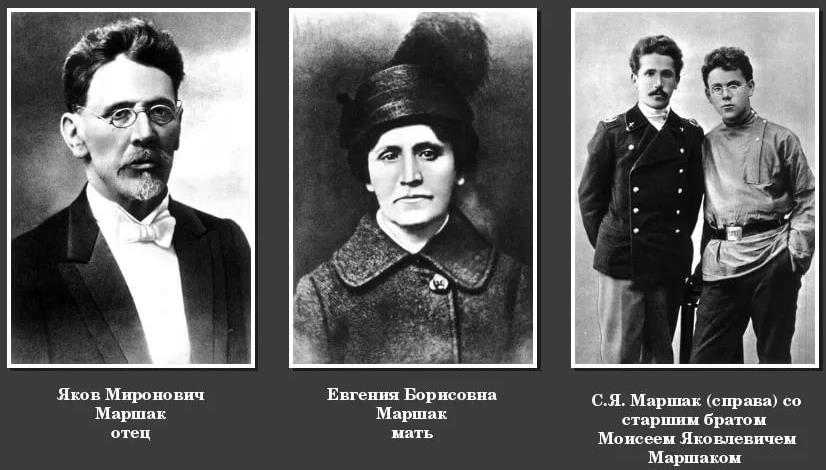 Яков Миронович
Маршак
отец
Евгения Борисовна
Маршак
мать
С.Я. Маршак (справа) со
старшим братом
Моисеем Яковлевичем
Маршаком